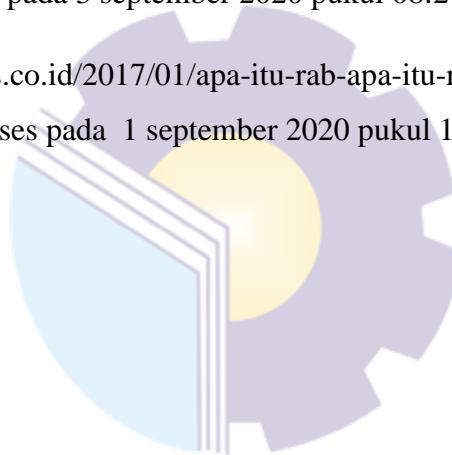 pada 3 september 2020 pukul 08.2
s.co.id/2017/01/apa-itu-rab-apa-itu-r
ses pada 1 september 2020 pukul 1